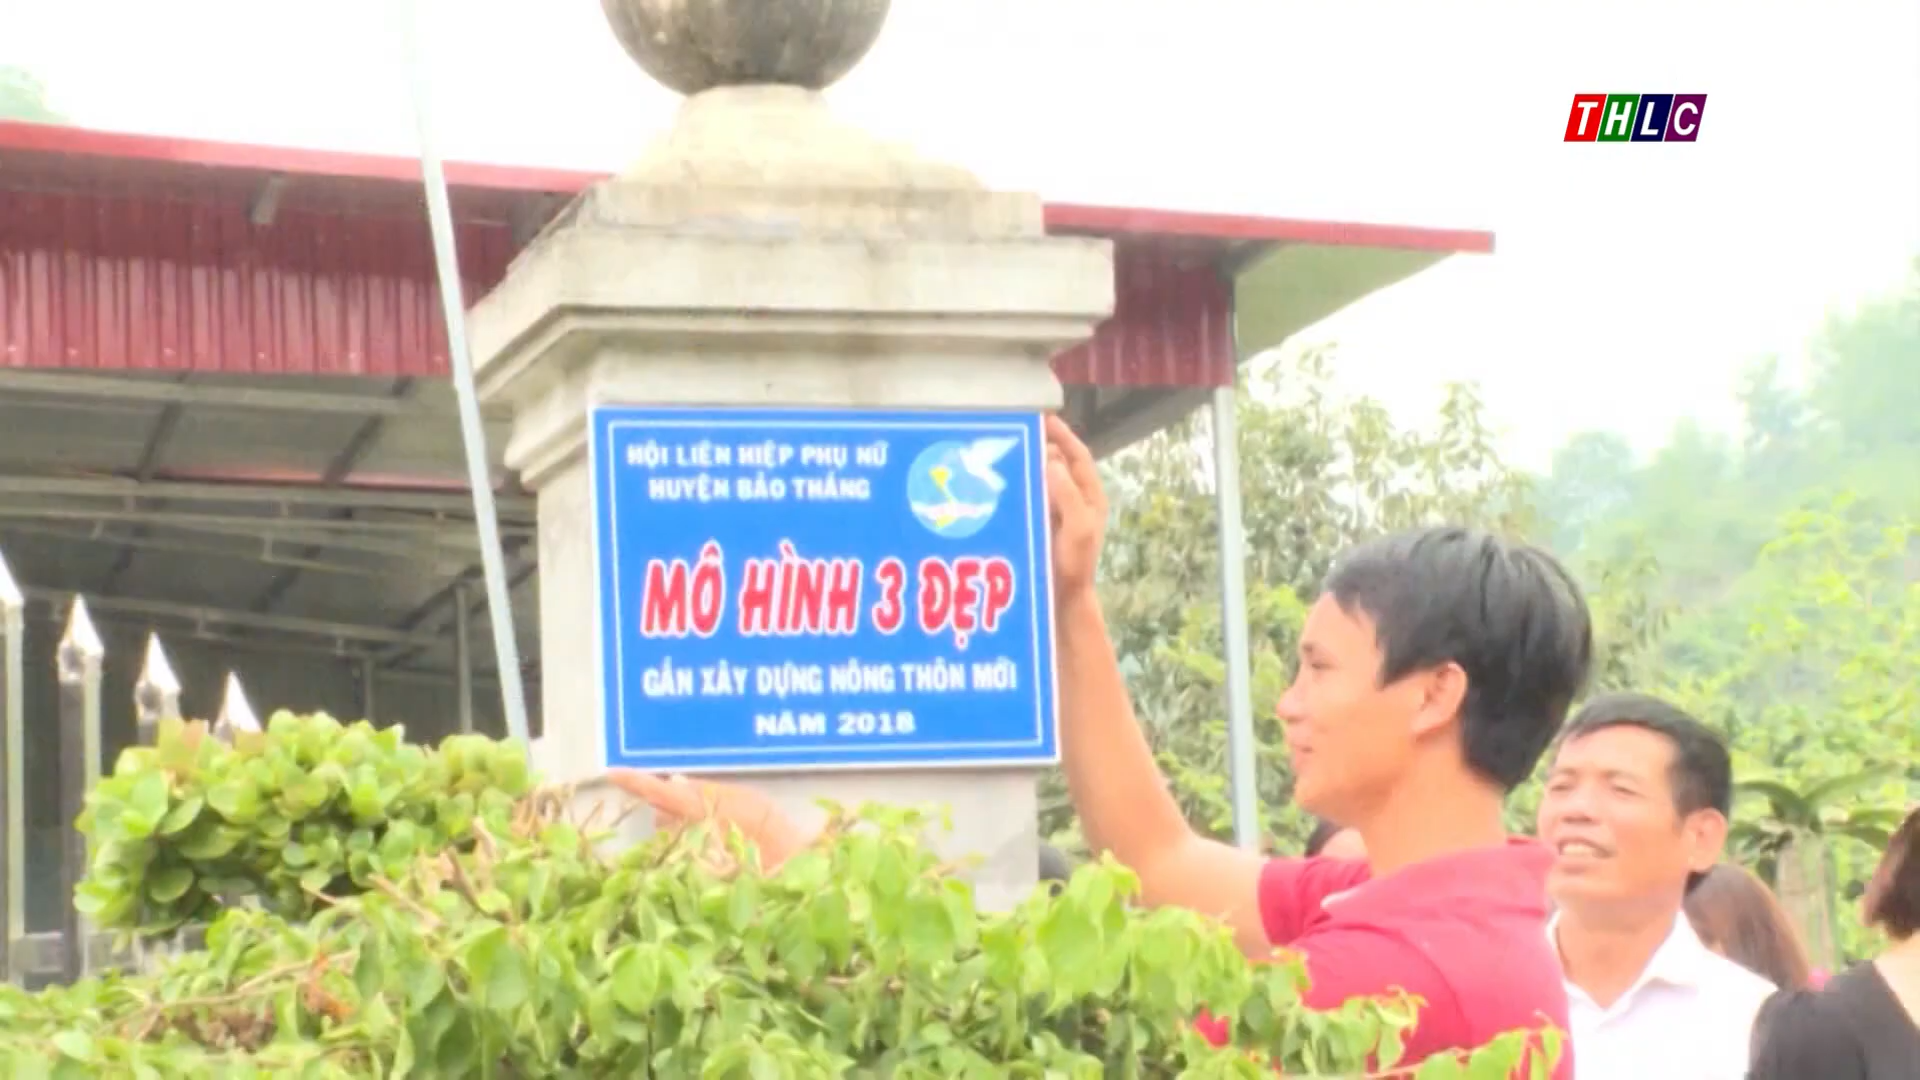 THLC
HỘI LIÊN HIỆP PHỤ NỮ
HUYỆN BẢO THẮNG
MÔ HÌNH 3 ĐẸP
GẮN XÂY DỰNG NÔNG THÔN MỚI
NĂM 2018